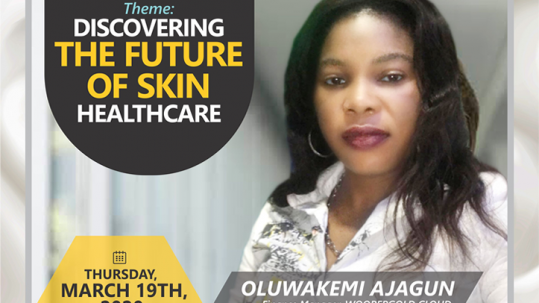 Theme:
DISCOVERING
THE FUTURE
OF SKIN
HEALTHCARE
THURSDAY,
MARCH 19TH,
OLUWAKEMI AJAGUN